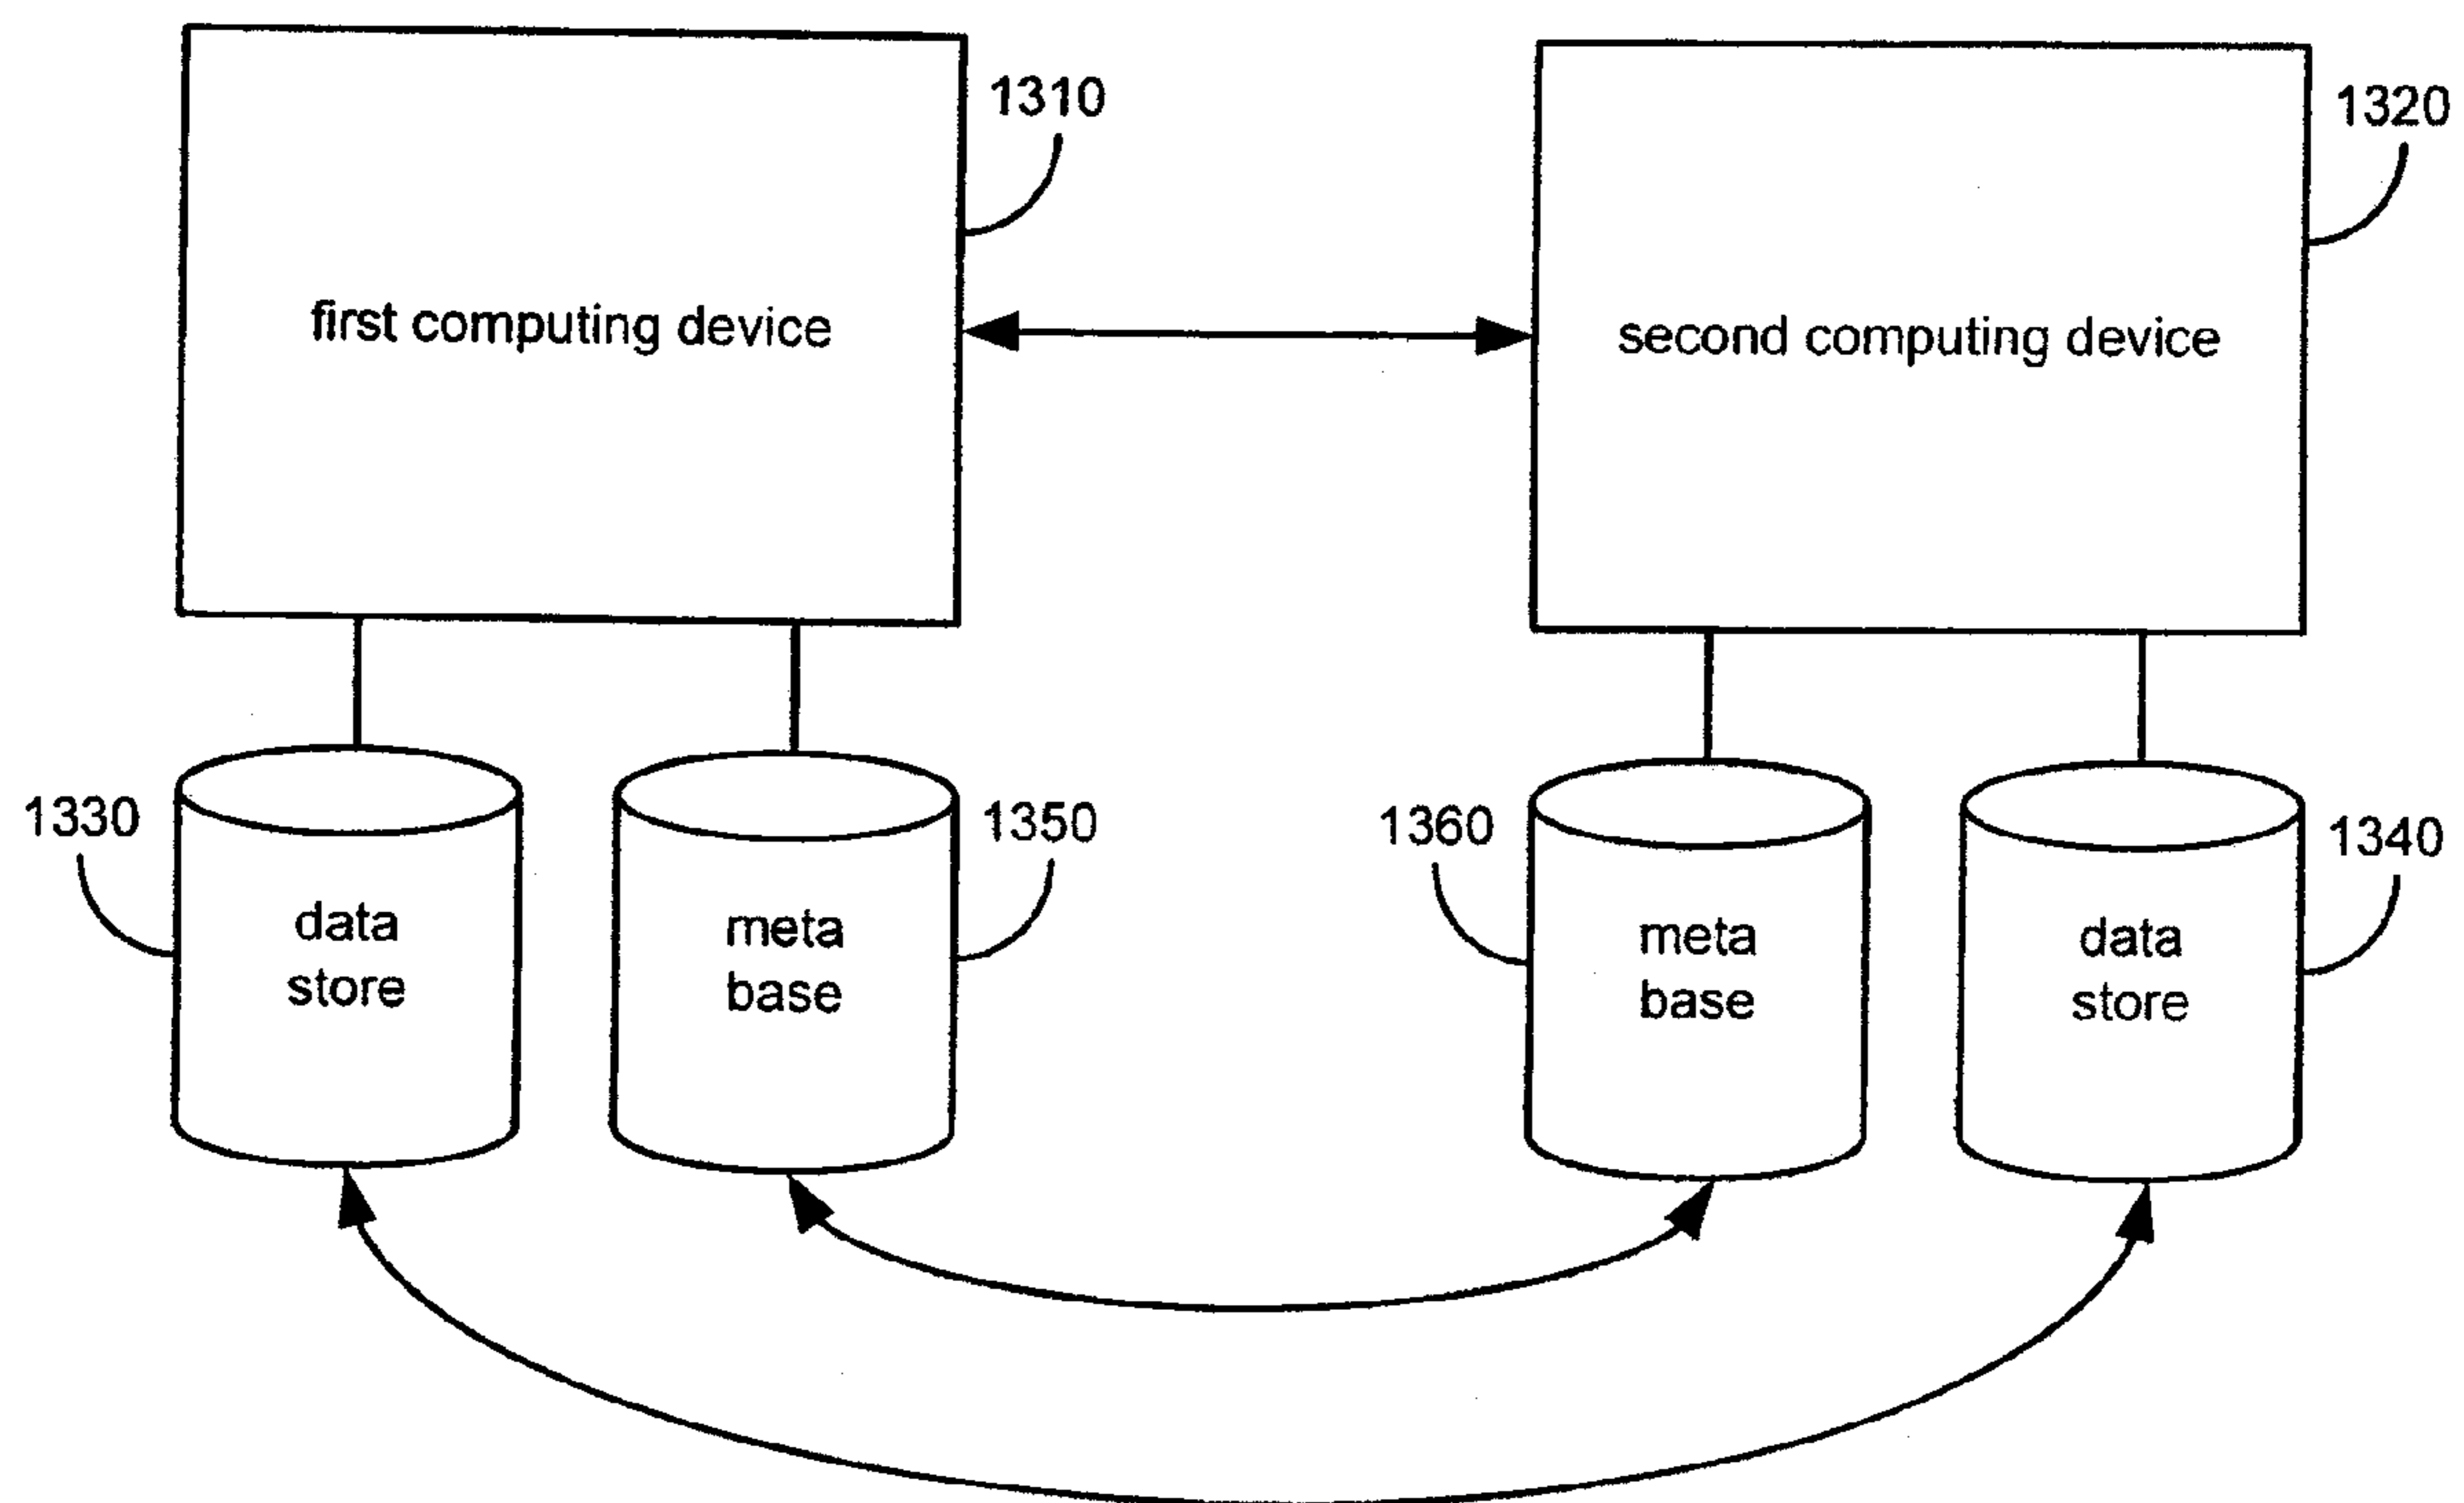 1310
1320
first computing device
second computing device
1330
1350
1360
1340
data
store
meta
base
meta
base
data
store